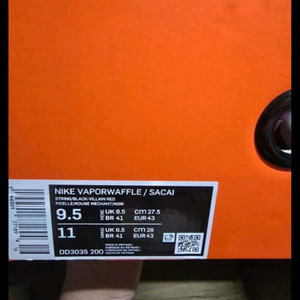 NIKE VAPORWAFFLE / SACAI
STRING/BLACK-VILLAIN RED
FICELLE/ROUGE MECHANT/NOIR
9.5 UK 8.5 cm 27.5
BR 41 EUR 43
11 UK 8.5 cm 28
BR 41 EUR 43
DD3035 200